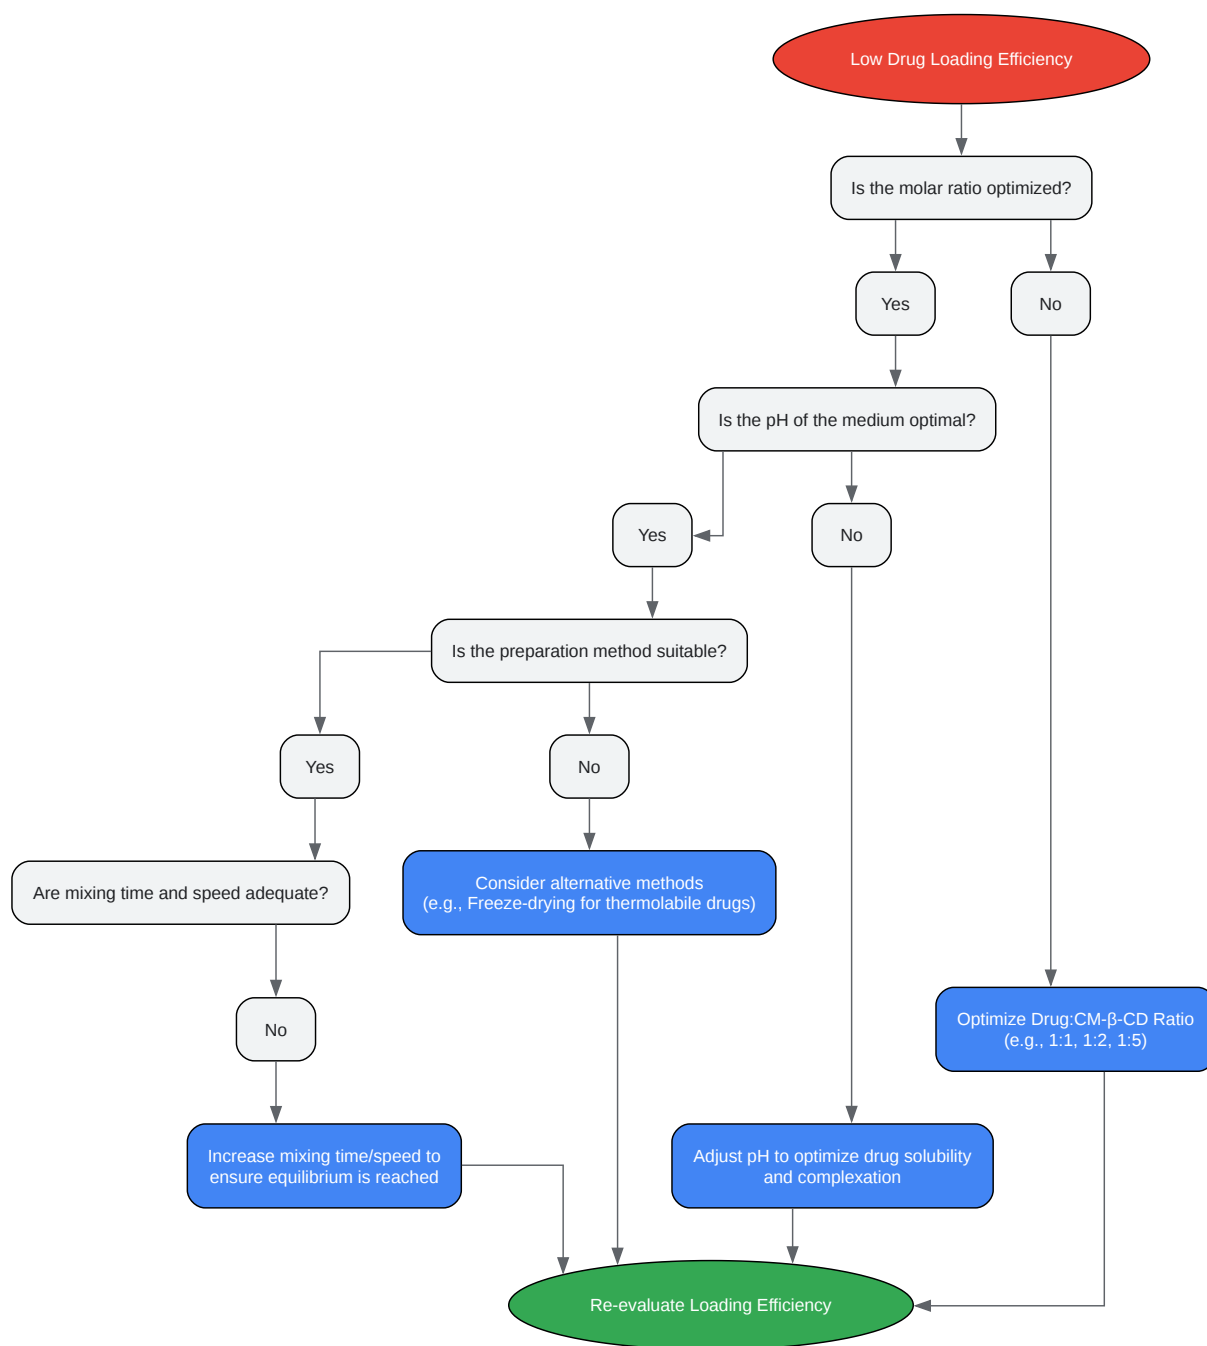 Low Drug Loading Efficiency
Is the molar ratio optimized?
Yes
No
Is the pH of the medium optimal?
Yes
No
Is the preparation method suitable?
Yes
No
Are mixing time and speed adequate?
Consider alternative methods
(e.g., Freeze-drying for thermolabile drugs)
No
Optimize Drug:CM-β-CD Ratio
(e.g., 1:1, 1:2, 1:5)
Increase mixing time/speed to
ensure equilibrium is reached
Adjust pH to optimize drug solubility
and complexation
Re-evaluate Loading Efficiency